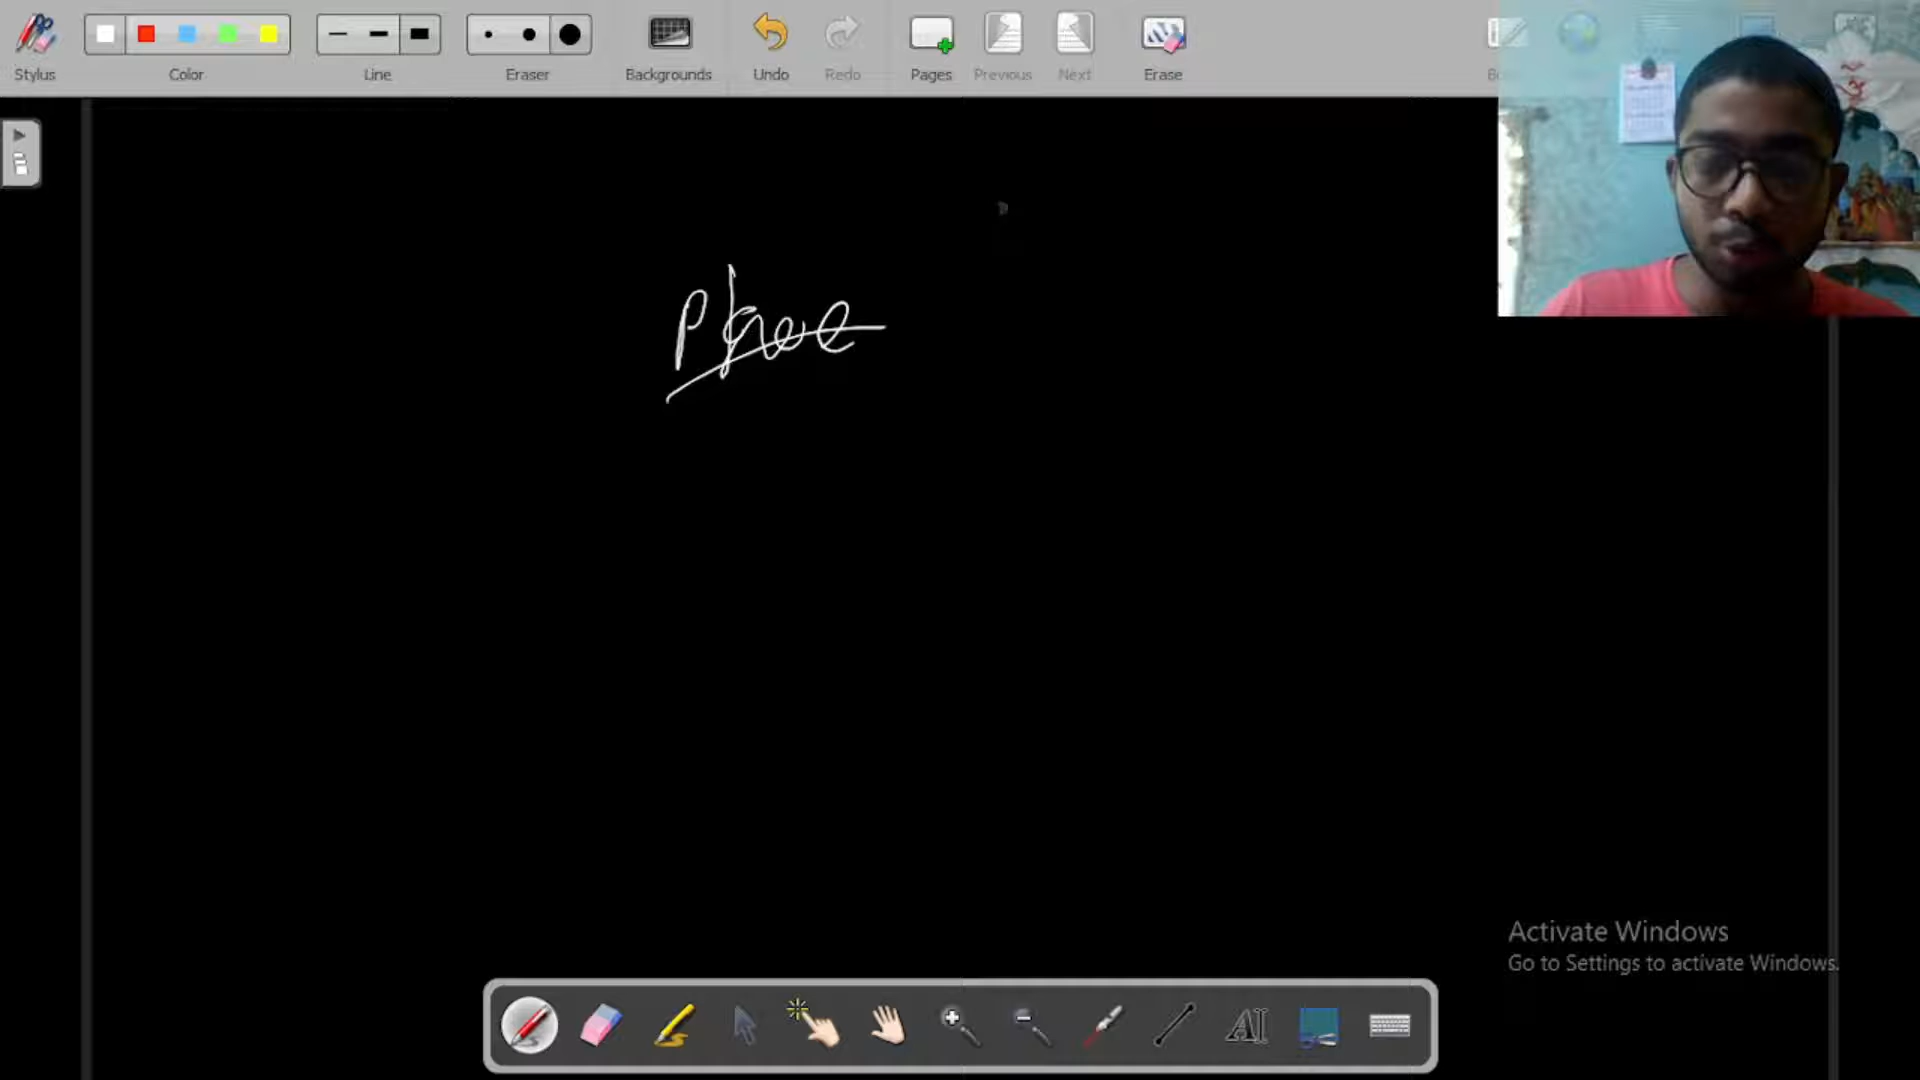 Stylus
Color
Line
Eraser
Backgrounds
Undo
Redo
Pages
Previous
Next
Erase
Activate Windows
Go to Settings to activate Windows.